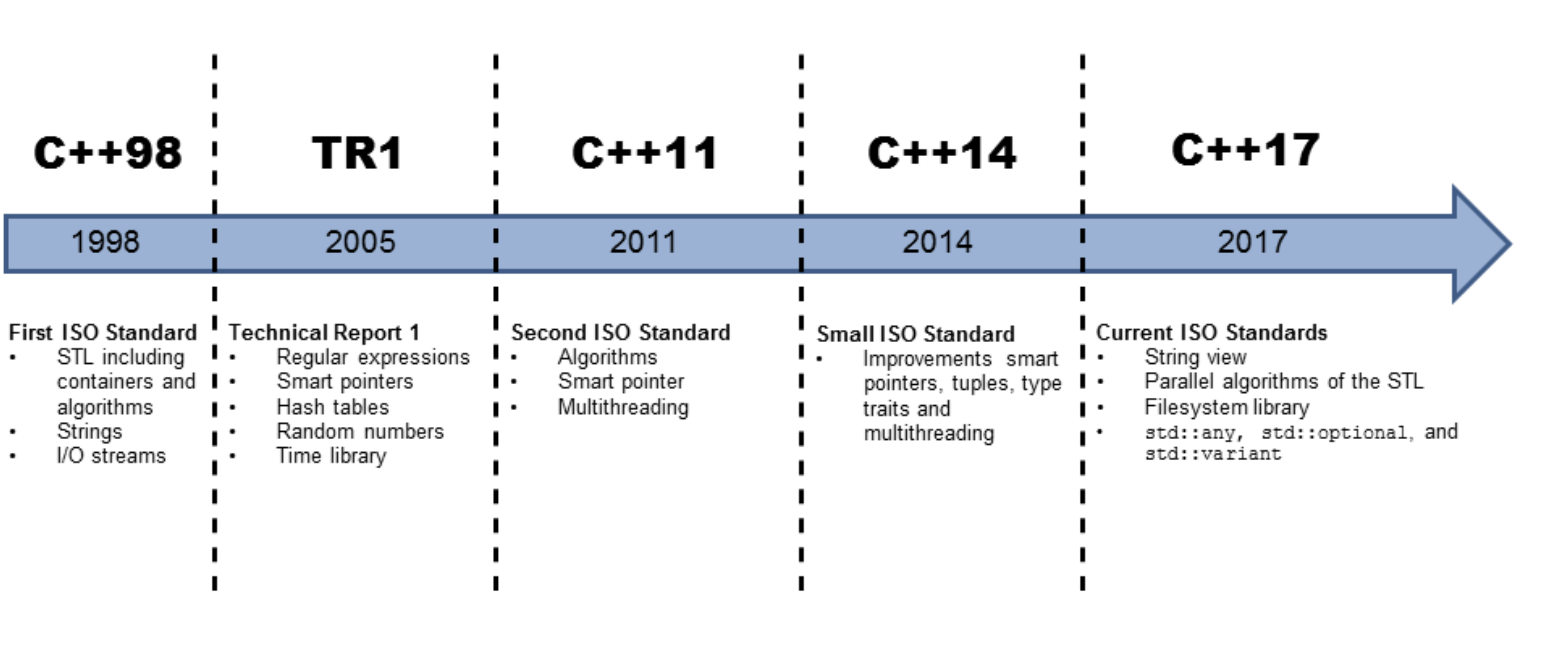 C++98
TR1
C++11
C++14
C++17
1998
2005
2011
2014
2017
First ISO Standard
• STL including
containers and
algorithms
• Strings
• I/O streams
Technical Report 1
• Regular expressions
• Smart pointers
• Hash tables
• Random numbers
• Time library
Second ISO Standard
• Algorithms
• Smart pointer
• Multithreading
Small ISO Standard
• Improvements smart
pointers, tuples, type
traits and
multithreading
Current ISO Standards
• String view
• Parallel algorithms of the STL
• Filesystem library
• std::any, std::optional, and
std::variant